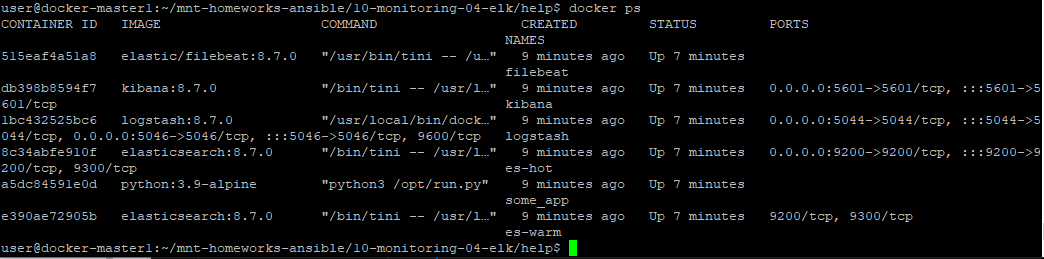 user@docker-master1:~/mnt-homeworks-ansible/10-monitoring-04-elk/help$ docker ps
CONTAINER ID   IMAGE                    COMMAND                  CREATED         STATUS         PORTS
                                                               NAMES
515eaf4a51a8   elastic/filebeat:8.7.0   "/usr/bin/tini -- /u…"   9 minutes ago   Up 7 minutes
                                                               filebeat
db398b8594f7   kibana:8.7.0             "/bin/tini -- /usr/l…"   9 minutes ago   Up 7 minutes   0.0.0.0:5601->5601/tcp, :::5601->5
601/tcp                                                        kibana
1bc432525bc6   logstash:8.7.0           "/usr/local/bin/dock…"   9 minutes ago   Up 7 minutes   0.0.0.0:5044->5044/tcp, :::5044->5
044/tcp, 0.0.0.0:5046->5046/tcp, :::5046->5046/tcp, 9600/tcp   logstash
8c34abfe910f   elasticsearch:8.7.0      "/bin/tini -- /usr/l…"   9 minutes ago   Up 7 minutes   0.0.0.0:9200->9200/tcp, :::9200->9
200/tcp, 9300/tcp                                              es-hot
a5dc84591e0d   python:3.9-alpine        "python3 /opt/run.py"    9 minutes ago   Up 7 minutes
                                                               some_app
e390ae72905b   elasticsearch:8.7.0      "/bin/tini -- /usr/l…"   9 minutes ago   Up 7 minutes   9200/tcp, 9300/tcp
                                                               es-warm
user@docker-master1:~/mnt-homeworks-ansible/10-monitoring-04-elk/help$